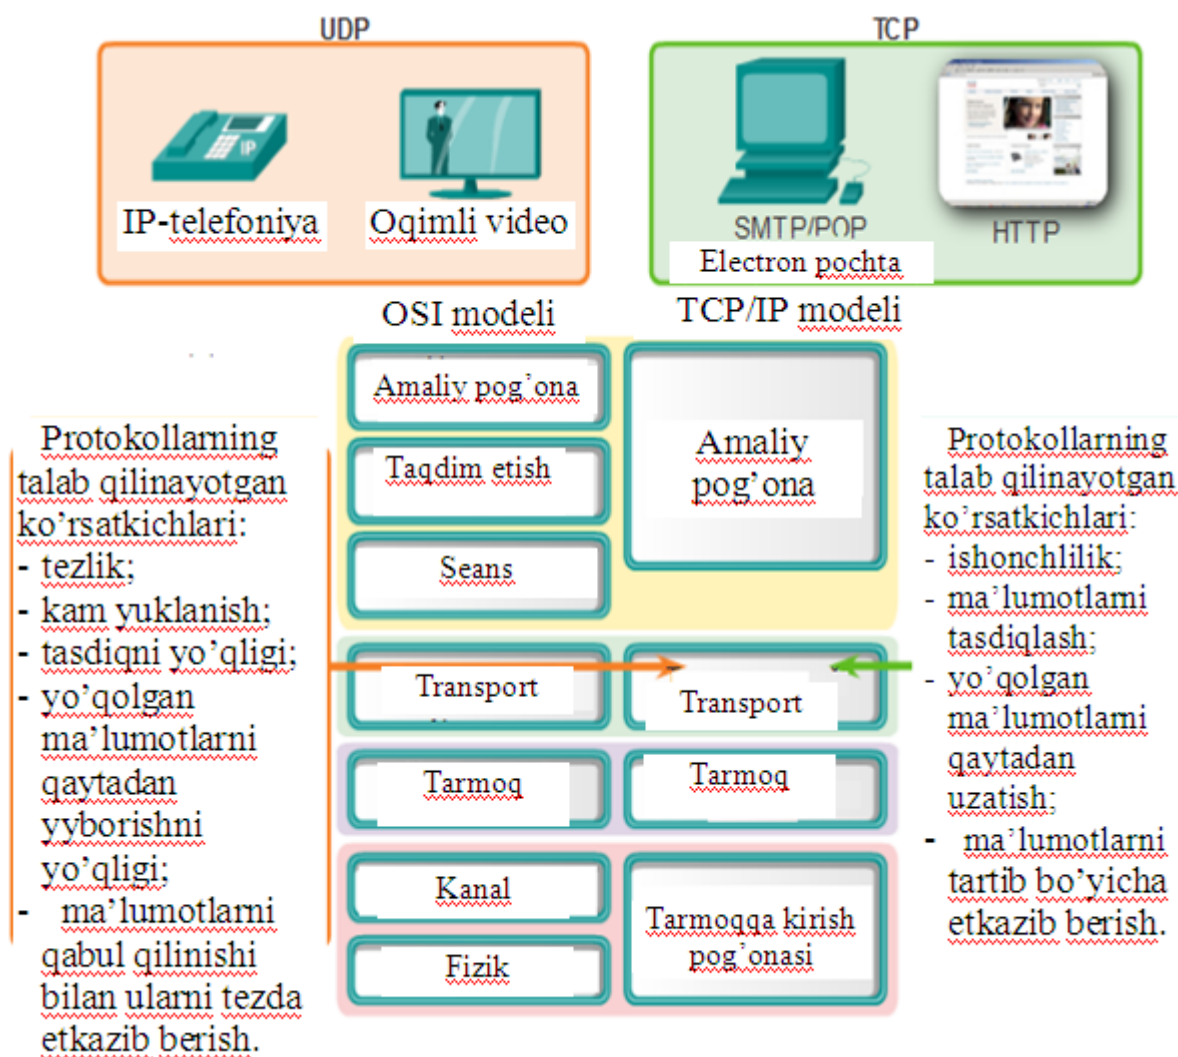 UDP
TCP
IP
IP-telefoniya
Oqimli video
SMTP/POP
HTTP
Electron pochta
OSI modeli
TCP/IP modeli
Amaliy pog’ona
Taqdim etish
Seans
Transport
Tarmoq
Kanal
Fizik
Amaliy
pog’ona
Transport
Tarmoq
Tarmoqqa kirish
pog’onasi
Protokollarning
talab qilinayotgan
ko’rsatkichlari:
- tezlik;
- kam yuklanish;
- tasdiqni yo’qligi;
- yo’qolgan
ma’lumotlarni
qaytadan
yyborishni
yo’qligi;
- ma’lumotlarni
qabul qilinishi
bilan ularni tezda
etkazib berish.
Protokollarning
talab qilinayotgan
ko’rsatkichlari:
- ishonchlilik;
- ma’lumotlarni
tasdiqlash;
- yo’qolgan
ma’lumotlarni
qaytadan
uzatish;
- ma’lumotlarni
tartib bo’yicha
etkazib berish.